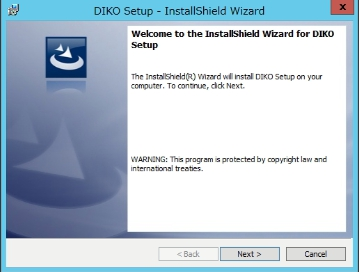 DIKO Setup - InstallShield Wizard
x
Welcome to the InstallShield Wizard for DIKO
Setup
The InstallShield(R) Wizard will install DIKO Setup on your
computer. To continue, click Next.
WARNING: This program is protected by copyright law and
international treaties.
< Back
Next >
Cancel